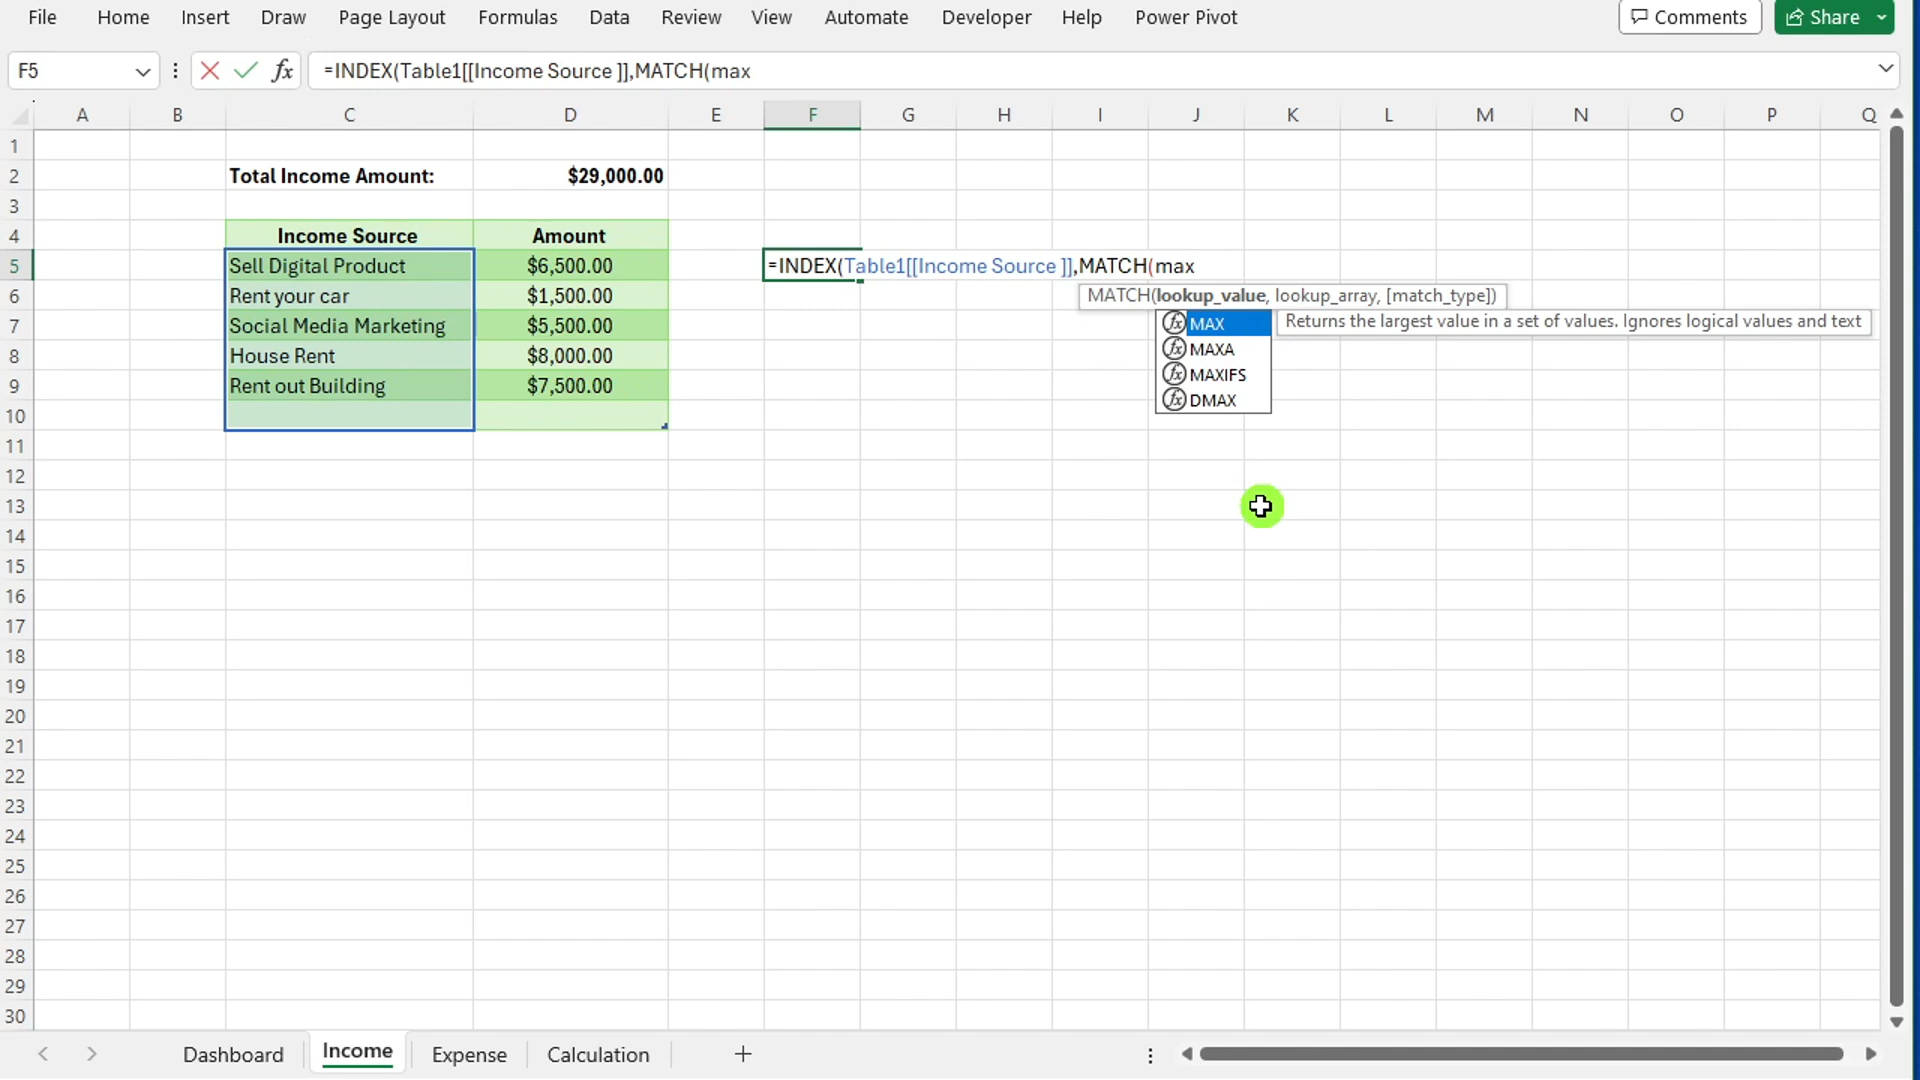 File Home Insert Draw Page Layout Formulas Data Review View Automate Developer Help Power Pivot Comments Share
F5 fx =INDEX(Table1[[Income Source ]],MATCH(max
A B C D E F G H I J K L M N O P Q
1
2 Total Income Amount: $29,000.00
3
4 Income Source Amount
5 Sell Digital Product $6,500.00 =INDEX(Table1[[Income Source ]],MATCH(max
6 Rent your car $1,500.00 MATCH(lookup_value, lookup_array, [match_type])
7 Social Media Marketing $5,500.00 fx MAX Returns the largest value in a set of values. Ignores logical values and text
fx MAXA
8 House Rent $8,000.00
fx MAXIFS
9 Rent out Building $7,500.00
fx DMAX
10
11
12
13
14
15
16
17
18
19
20
21
22
23
24
25
26
27
28
29
30
Dashboard Income Expense Calculation